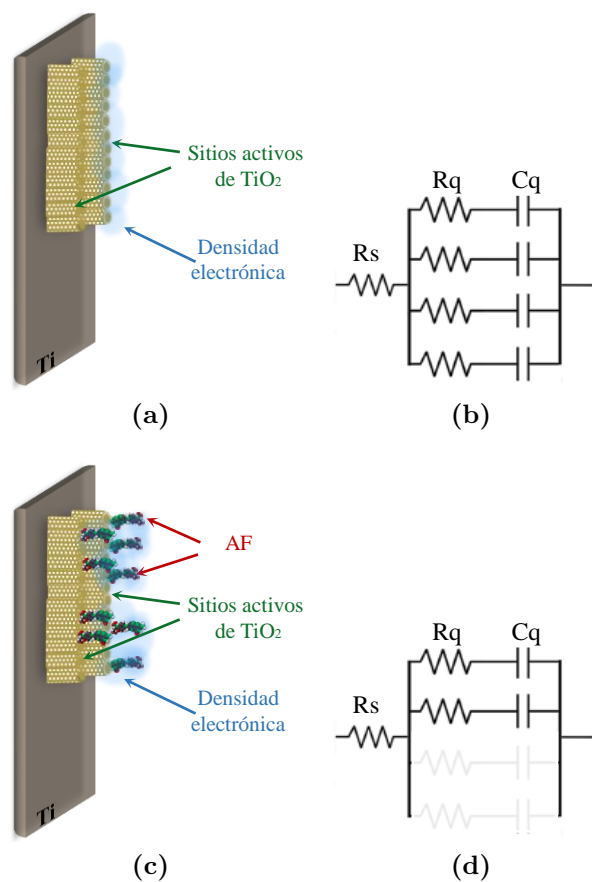 Sitios activos
de TiO₂
Densidad
electrónica
Ti
(a)
Rs
Rq
Cq
(b)
AF
Sitios activos
de TiO₂
Densidad
electrónica
Ti
(c)
Rs
Rq
Cq
(d)